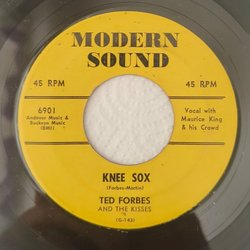 MODERN
SOUND
45 RPM
45 RPM
6901
Andover Music &
Buckeye Music
(BMI)
Vocal with
Maurice King
& his Crowd
KNEE SOX
(Forbes-Martin)
TED FORBES
AND THE KISSES
(G-143)